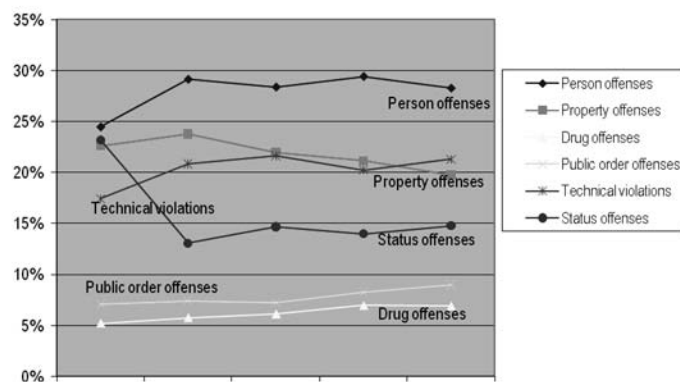 35%
30%
25%
20%
15%
10%
5%
0%
Person offenses
Property offenses
Technical violations
Status offenses
Public order offenses
Drug offenses
Person offenses
Property offenses
Drug offenses
Public order offenses
Technical violations
Status offenses